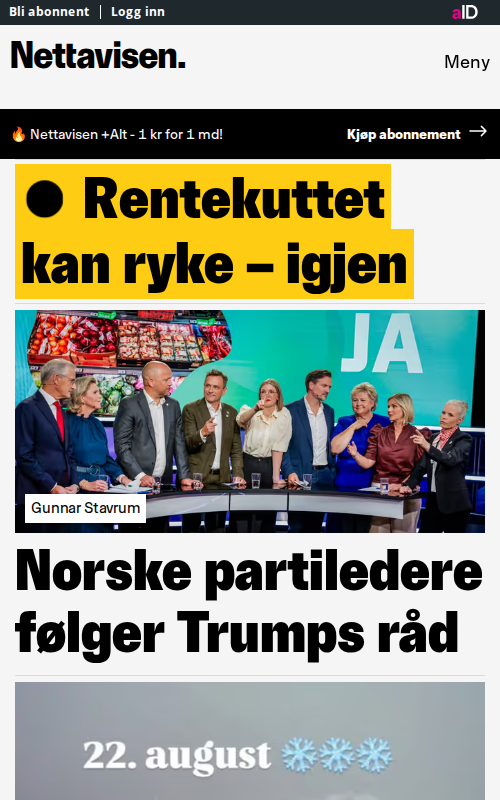 Bli abonnent | Logg inn
aID
Nettavisen.
Meny
🔥 Nettavisen +Alt - 1 kr for 1 md!
Kjøp abonnement →
● Rentekuttet
kan ryke – igjen
JA
Gunnar Stavrum
Norske partiledere
følger Trumps råd
22. august ❄️❄️❄️